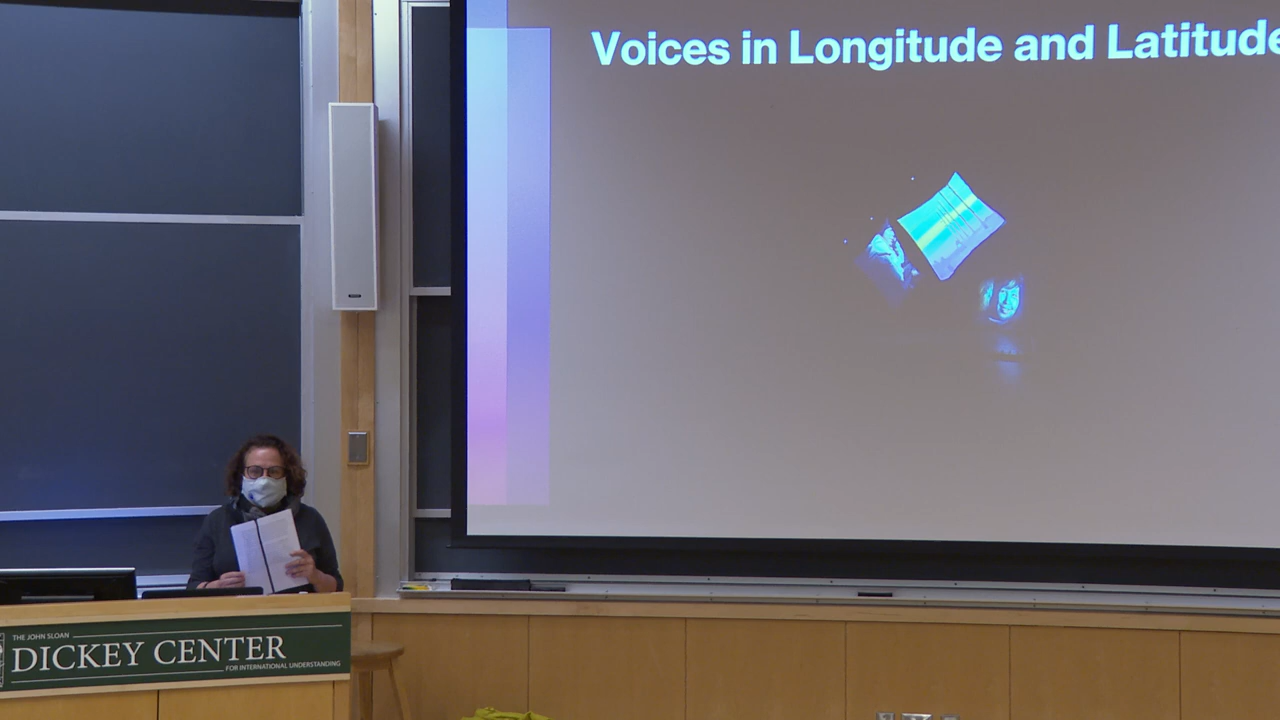 Voices in Longitude and Latitude
THE JOHN SLOAN
DICKEY CENTER
FOR INTERNATIONAL UNDERSTANDING